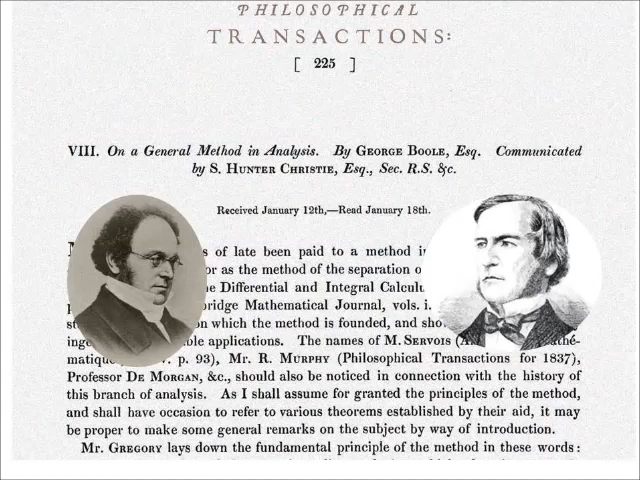 PHILOSOPHICAL
TRANSACTIONS:
[ 225 ]
VIII. On a General Method in Analysis. By GEORGE BOOLE, Esq. Communicated
by S. HUNTER CHRISTIE, Esq., Sec. R.S. &c.
Received January 12th,—Read January 18th.
of late been paid to a method
or as the method of the separation
Differential and Integral
Mathematical Journal, vols. i.
on which the method is founded, and
applications. The names of M. SERVOIS
p. 93), Mr. R. MURPHY (Philosophical Transactions for 1837),
Professor DE MORGAN, &c., should also be noticed in connection with the history of
this branch of analysis. As I shall assume for granted the principles of the method,
and shall have occasion to refer to various theorems established by their aid, it may
be proper to make some general remarks on the subject by way of introduction.
Mr. GREGORY lays down the fundamental principle of the method in these words: